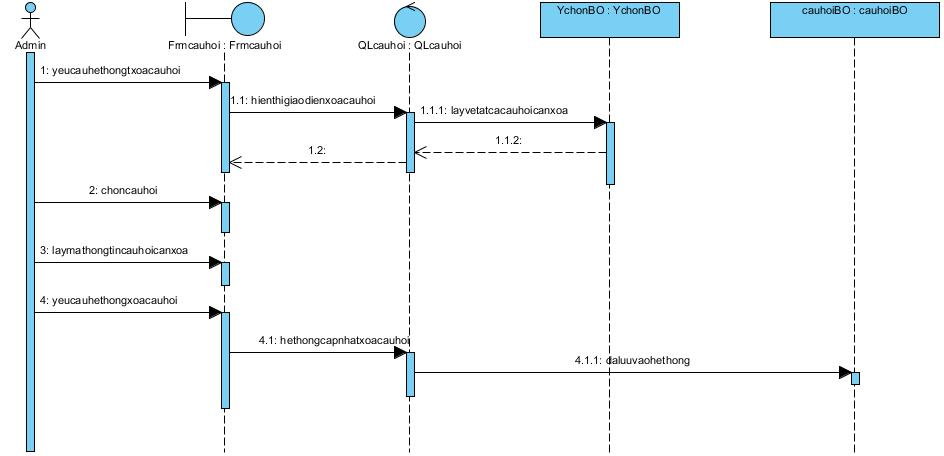 YchonBO : YchonBO
cauhoiBO : cauhoiBO
Admin
Frmcauhoi : Frmcauhoi
QLcauhoi : QLcauhoi
1: yeucauhethongtxoacauhoi
1.1: hienthigiaodienxoacauhoi
1.1.1: layvetatcacauhoicanxoa
1.1.2:
1.2:
2: choncauhoi
3: laymathongtincauhoicanxoa
4: yeucauhethongxoacauhoi
4.1: hethongcapnhatxoacauhoi
4.1.1: daluuvaohethong